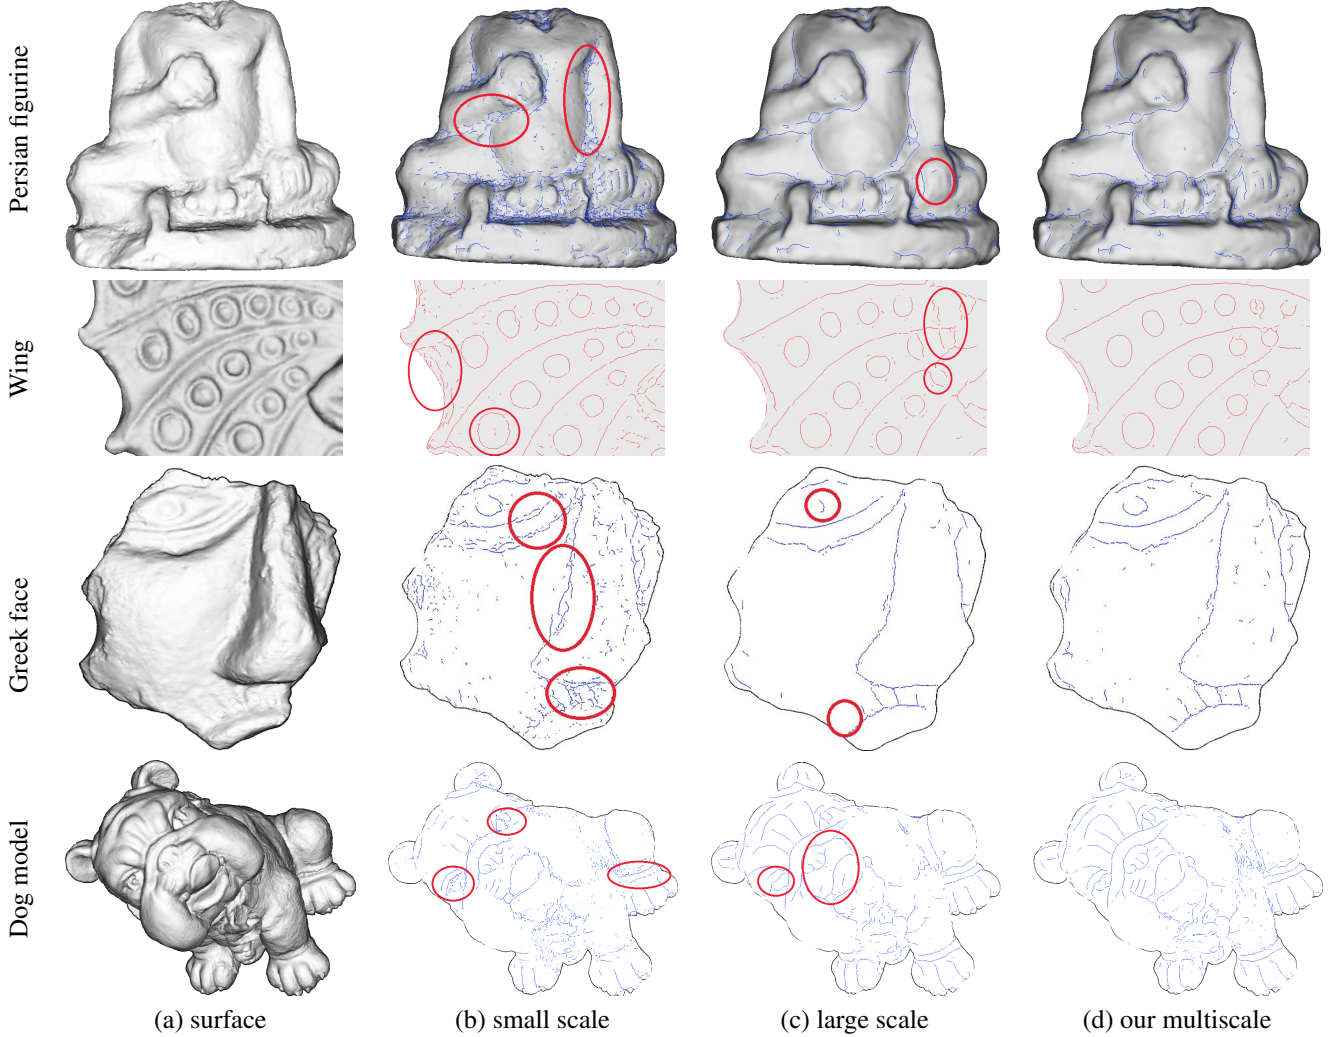 Persian figurine
Wing
Greek face
Dog model
(a) surface
(b) small scale
(c) large scale
(d) our multiscale